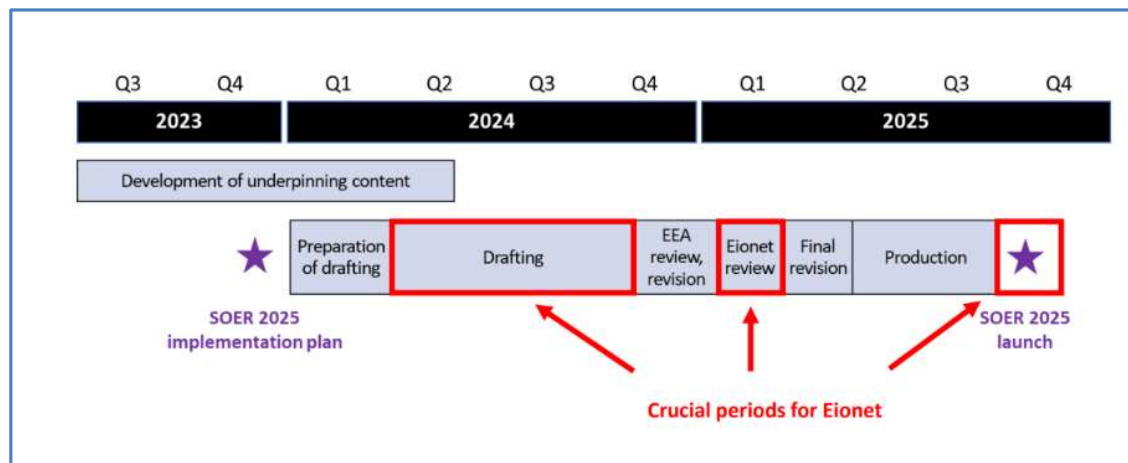 Q3 Q4 Q1 Q2 Q3 Q4 Q1 Q2 Q3 Q4
2023 2024 2025
Development of underpinning content
Preparation
of drafting
Drafting
EEA
review,
revision
Eionet
review
Final
revision
Production
SOER 2025
implementation plan
SOER 2025
launch
Crucial periods for Eionet